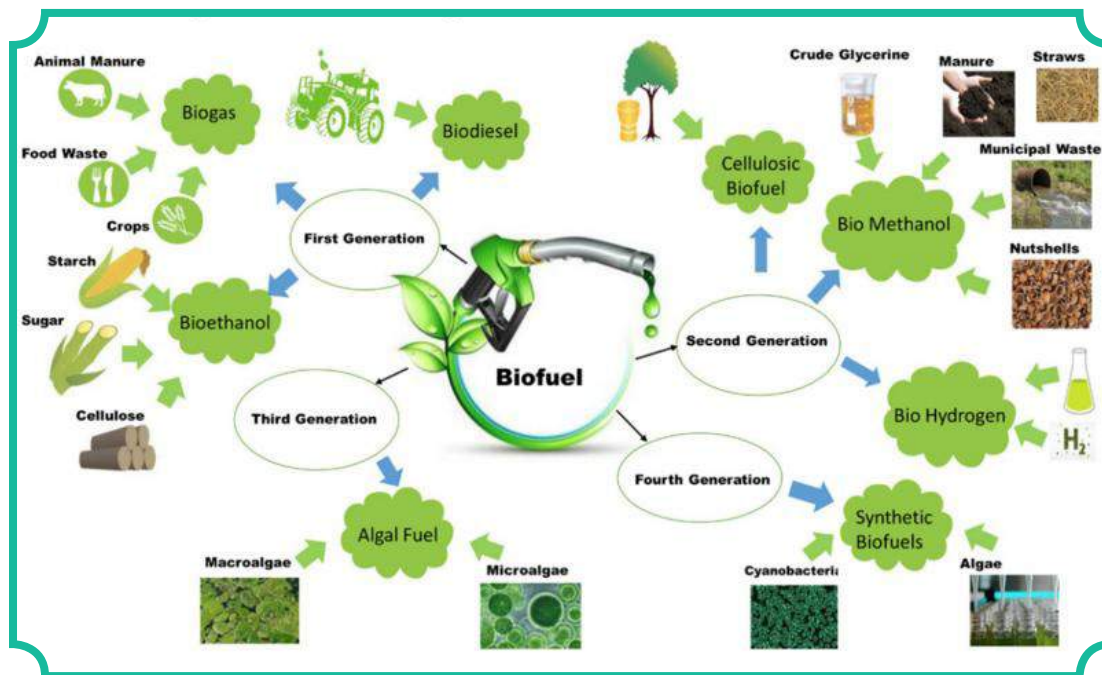 Animal Manure
Biogas
Food Waste
Crops
Biodiesel
First Generation
Starch
Sugar
Bioethanol
Cellulose
Crude Glycerine
Manure
Straws
Cellulosic
Biofuel
Municipal Waste
Bio Methanol
Nutshells
Second Generation
Biofuel
Third Generation
Bio Hydrogen
H₂
Fourth Generation
Algal Fuel
Synthetic
Biofuels
Macroalgae
Microalgae
Cyanobacteria
Algae